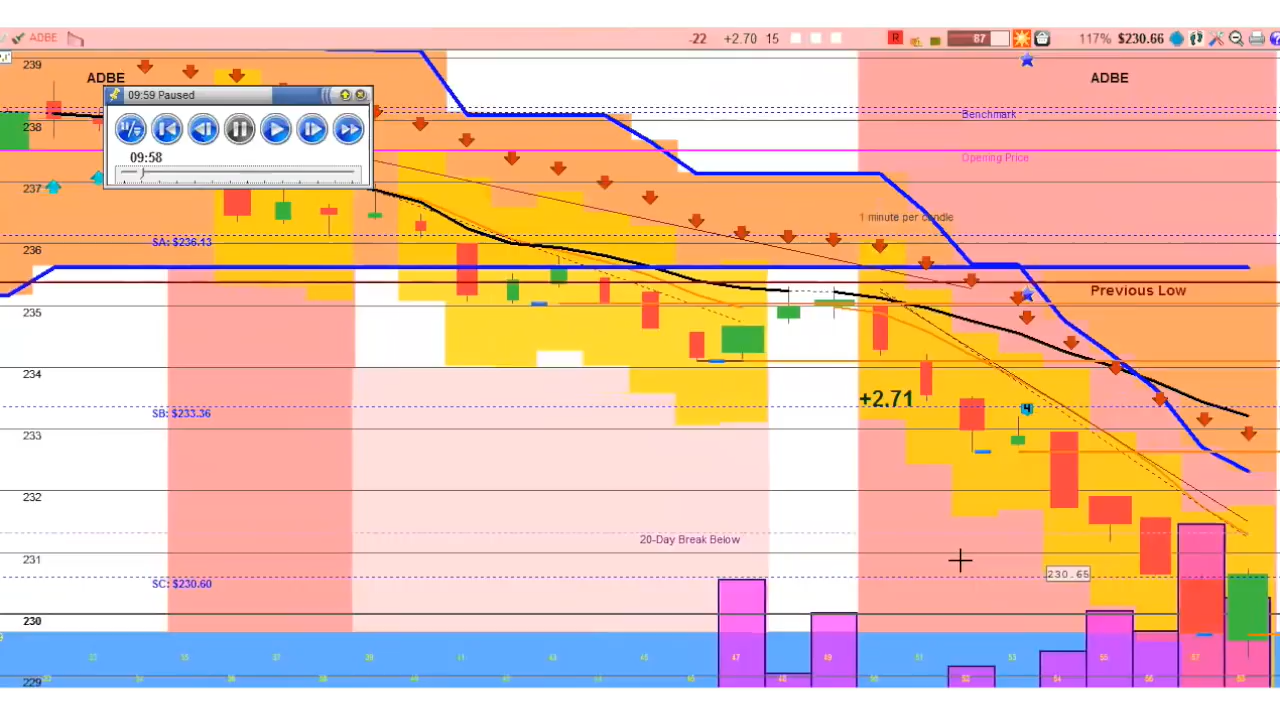 ADBE
-22 +2.70 15
R
87
117% $230.66
239
ADBE
ADBE
09:59 Paused
Benchmark
238
09:58
Opening Price
237
1 minute per candle
SA: $236.13
236
Previous Low
235
234
+2.71
SB: $233.36
4
233
232
20-Day Break Below
231
230.65
SC: $230.60
230
229